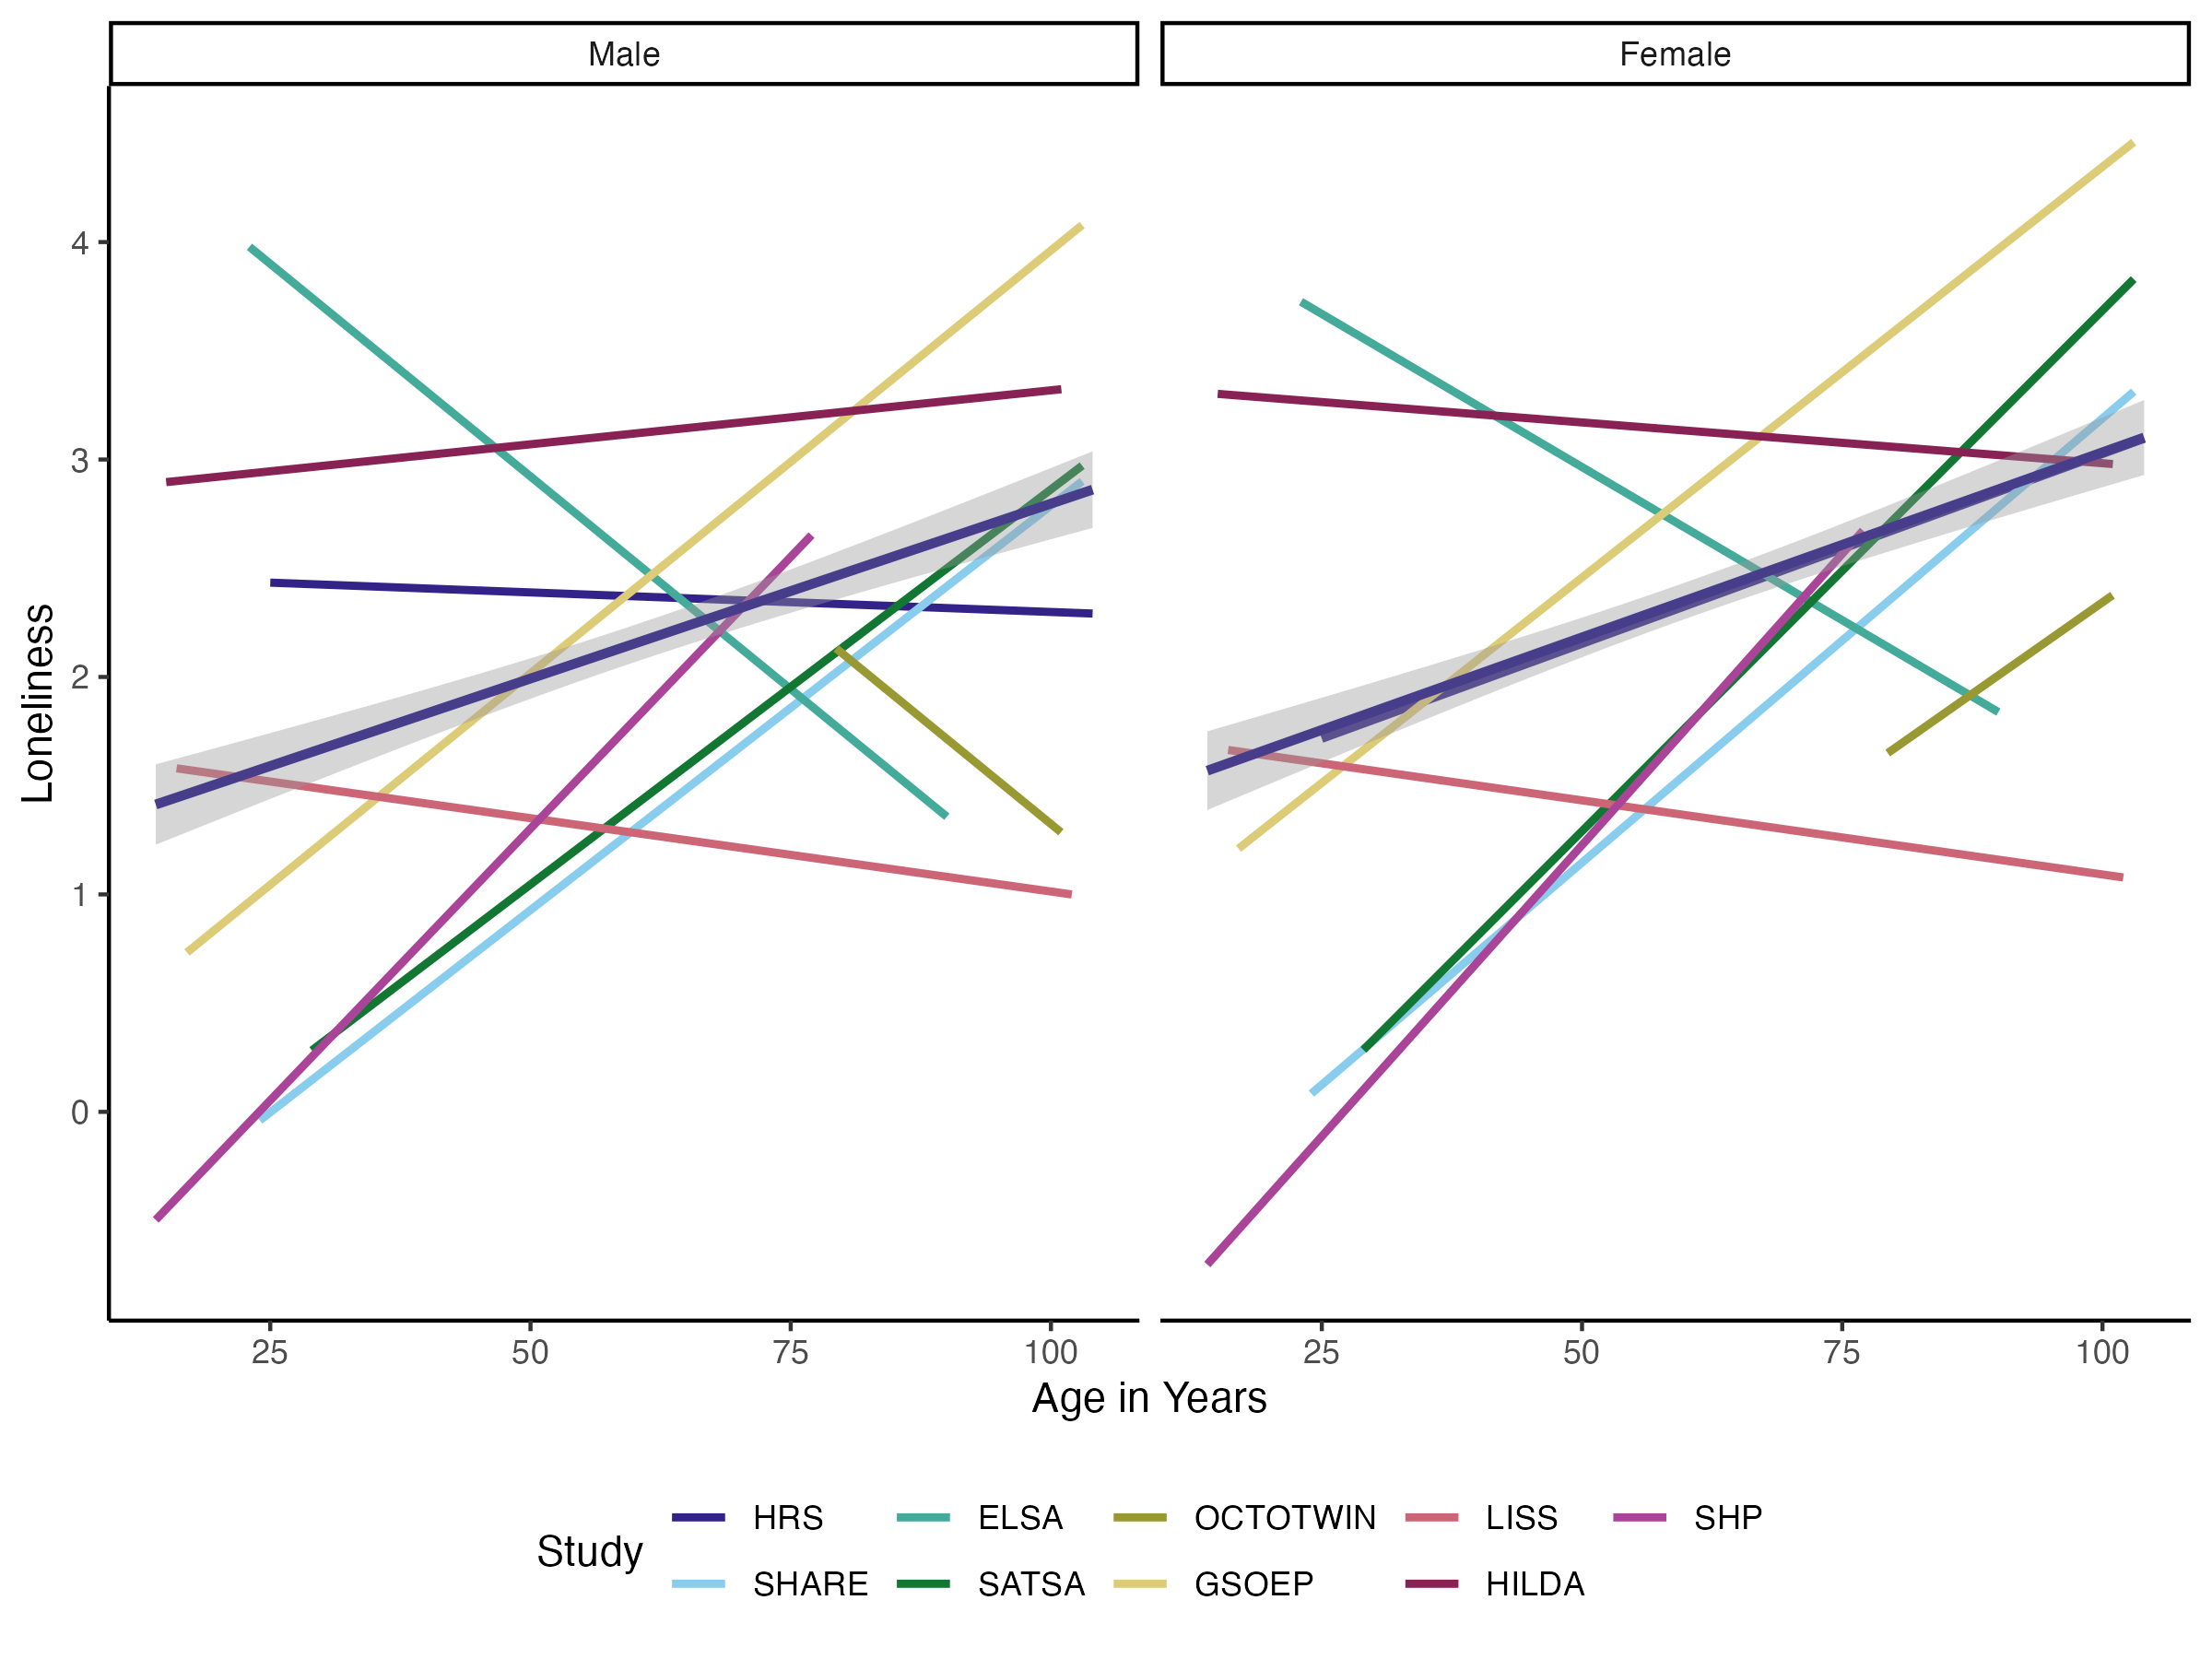 Male Female
4
3
2
1
0
Loneliness
25 50 75 100 25 50 75 100
Age in Years
Study
HRS ELSA OCTOTWIN LISS SHP
SHARE SATSA GSOEP HILDA